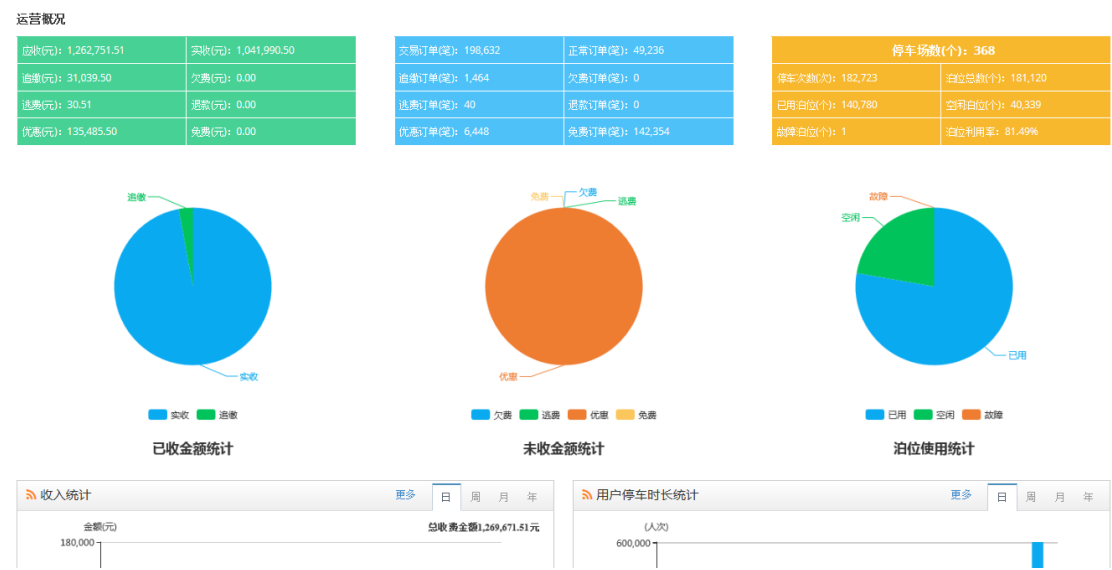 运营概况
应收(元): 1,262,751.51 实收(元): 1,041,990.50
追缴(元): 31,039.50 欠费(元): 0.00
逃费(元): 30.51 退款(元): 0.00
优惠(元): 135,485.50 免费(元): 0.00
交易订单(笔): 198,632 正常订单(笔): 49,236
追缴订单(笔): 1,464 欠费订单(笔): 0
逃费订单(笔): 40 退款订单(笔): 0
优惠订单(笔): 6,448 免费订单(笔): 142,354
停车场数(个): 368
停车次数(次): 182,723 泊位总数(个): 181,120
已用泊位(个): 140,780 空闲泊位(个): 40,339
故障泊位(个): 1 泊位利用率: 81.49%
追缴
实收
实收 追缴
已收金额统计
免费 欠费
逃费
优惠
欠费 逃费 优惠 免费
未收金额统计
故障
空闲
已用
已用 空闲 故障
泊位使用统计
收入统计 更多 日 周 月 年
金额(元) 总收费金额1,269,671.51元
180,000
用户停车时长统计 更多 日 周 月 年
(人次)
600,000